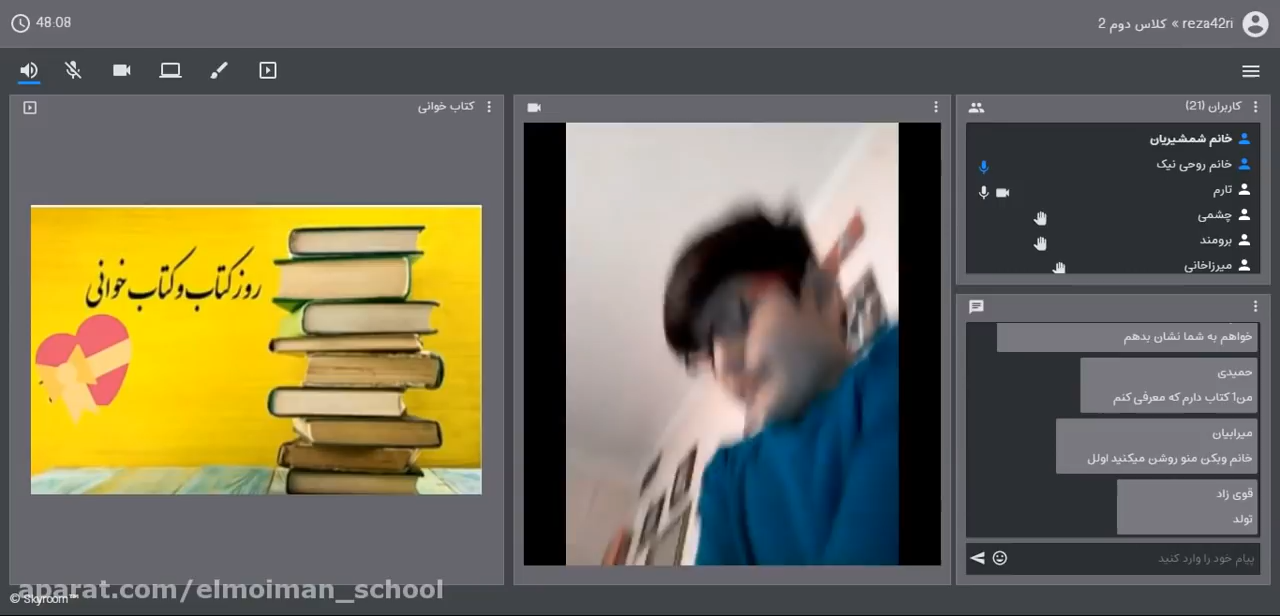 48:08
reza42ri » کلاس دوم 2
کتاب خوانی
روز کتاب و کتاب خوانی
کاربران (21)
خانم شمشیریان
خانم روحی نیک
تارم
چشمی
برومند
میرزاخانی
خواهم به شما نشان بدهم
حمیدی
من1 کتاب دارم که معرفی کنم
میرابیان
خانم وبکن منو روشن میکنید اولل
قوی زاد
تولد
پیام خود را وارد کنید
aparat.com/elmoiman_school
© Skyroom™